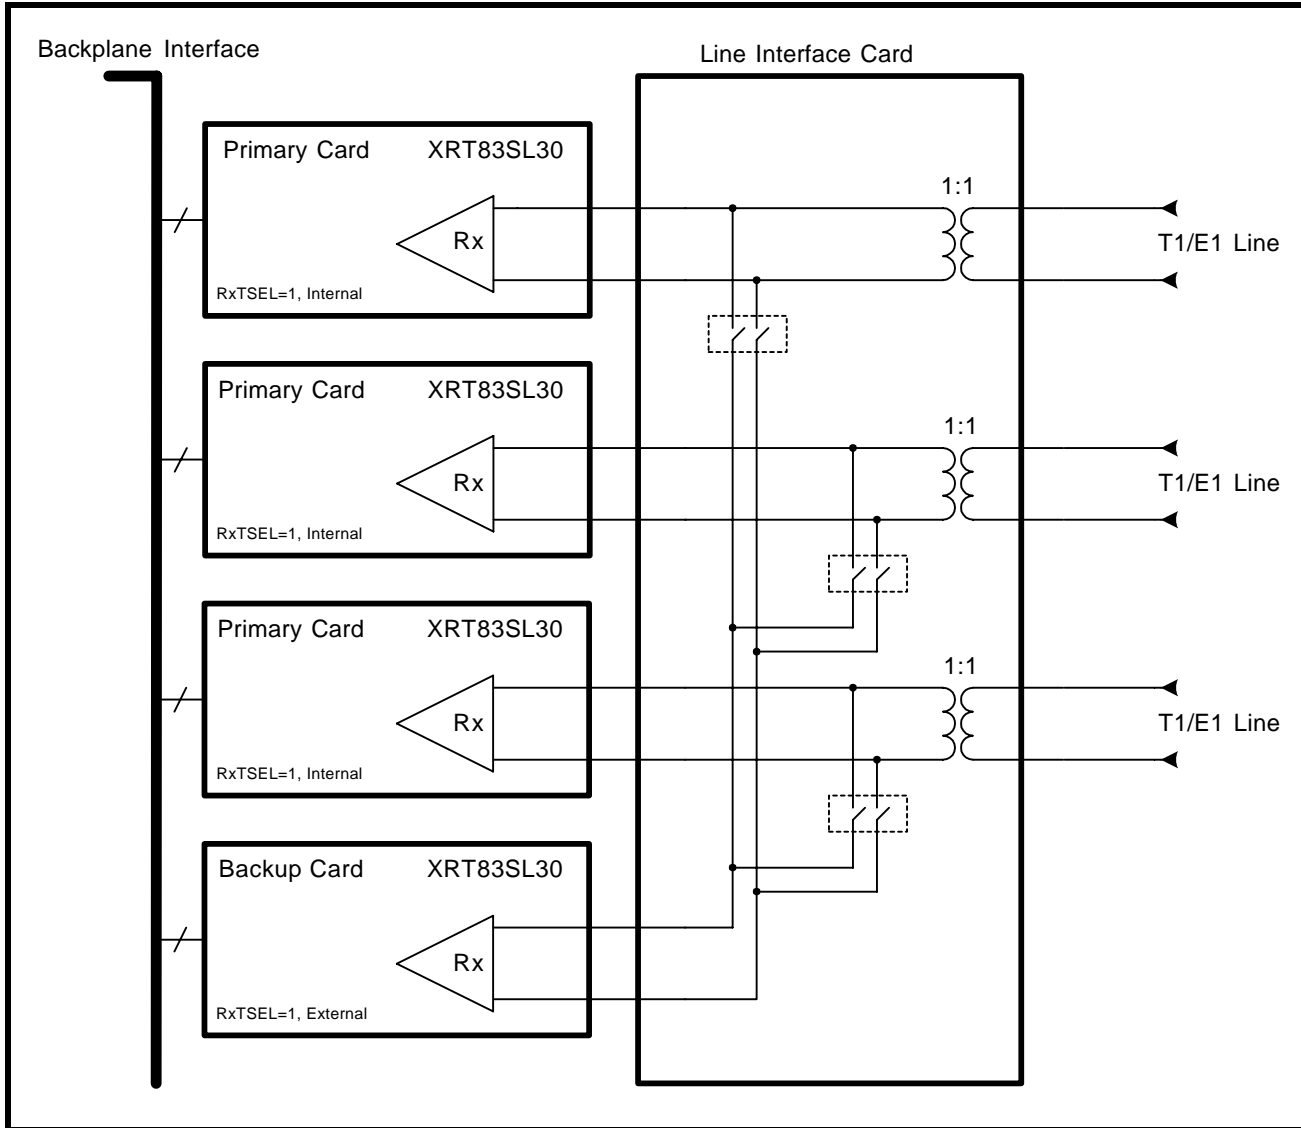 Backplane Interface
Line Interface Card
Primary Card XRT83SL30
1:1
Rx
T1/E1 Line
RxTSEL=1, Internal
Primary Card XRT83SL30
1:1
Rx
T1/E1 Line
RxTSEL=1, Internal
Primary Card XRT83SL30
1:1
Rx
T1/E1 Line
RxTSEL=1, Internal
Backup Card XRT83SL30
Rx
RxTSEL=1, External